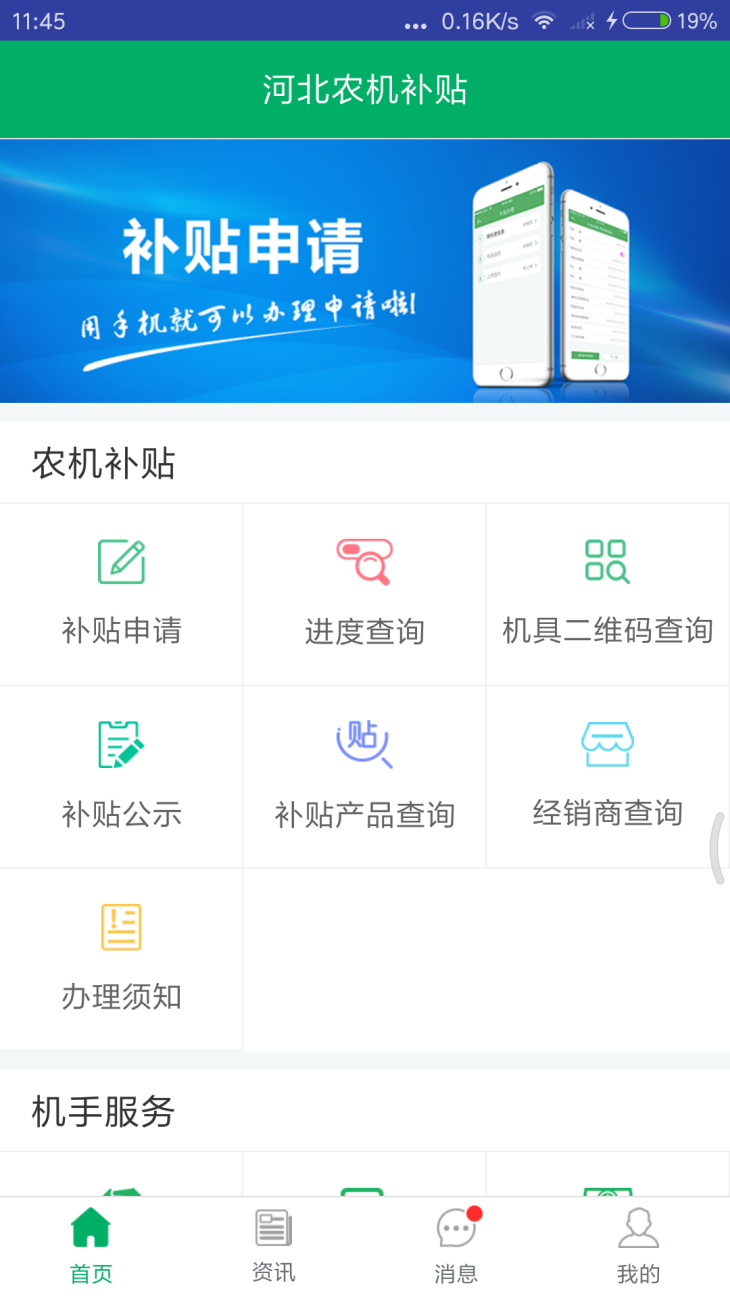 11:45
... 0.16K/s
19%
河北农机补贴
补贴申请
用手机就可以办理申请啦!
农机补贴
补贴申请
进度查询
机具二维码查询
补贴公示
贴
补贴产品查询
经销商查询
办理须知
机手服务
首页
资讯
消息
我的